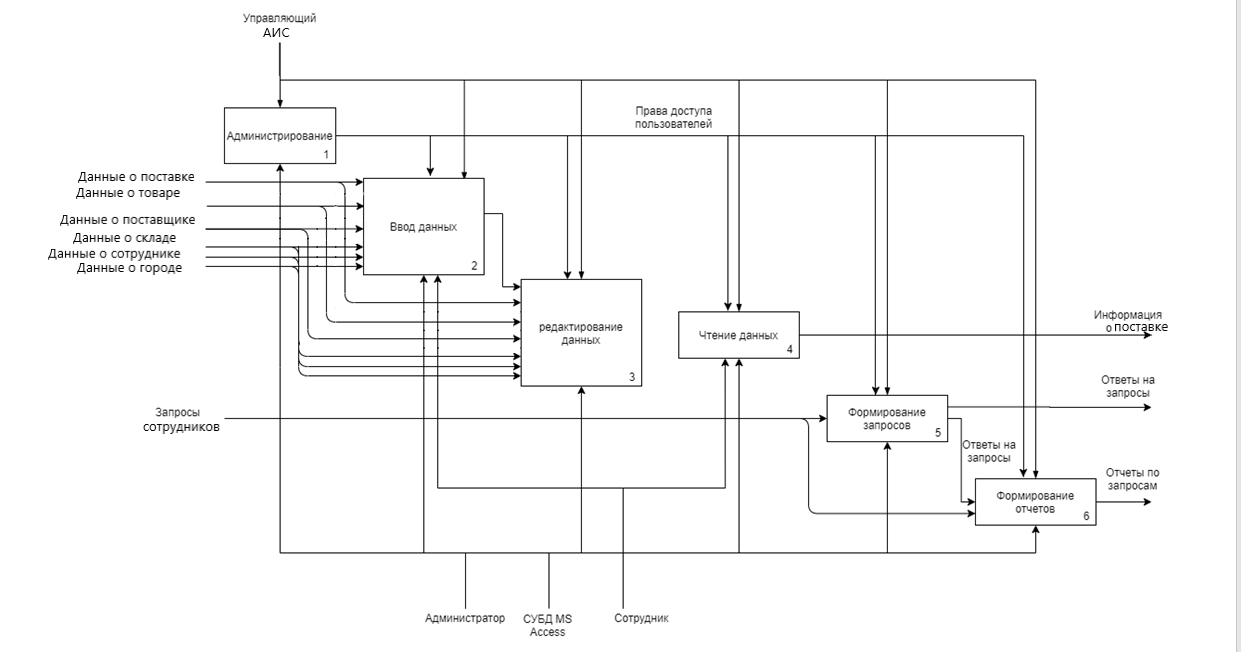 Управляющий
АИС
Права доступа
пользователей
Администрирование
1
Данные о поставке
Данные о товаре
Данные о поставщике
Данные о складе
Данные о сотруднике
Данные о городе
Ввод данных
2
редактирование
данных
3
Чтение данных
4
Информация
о поставке
Ответы на
запросы
Запросы
сотрудников
Формирование
запросов
5
Ответы на
запросы
Отчеты по
запросам
Формирование
отчетов
6
Администратор
СУБД MS
Access
Сотрудник